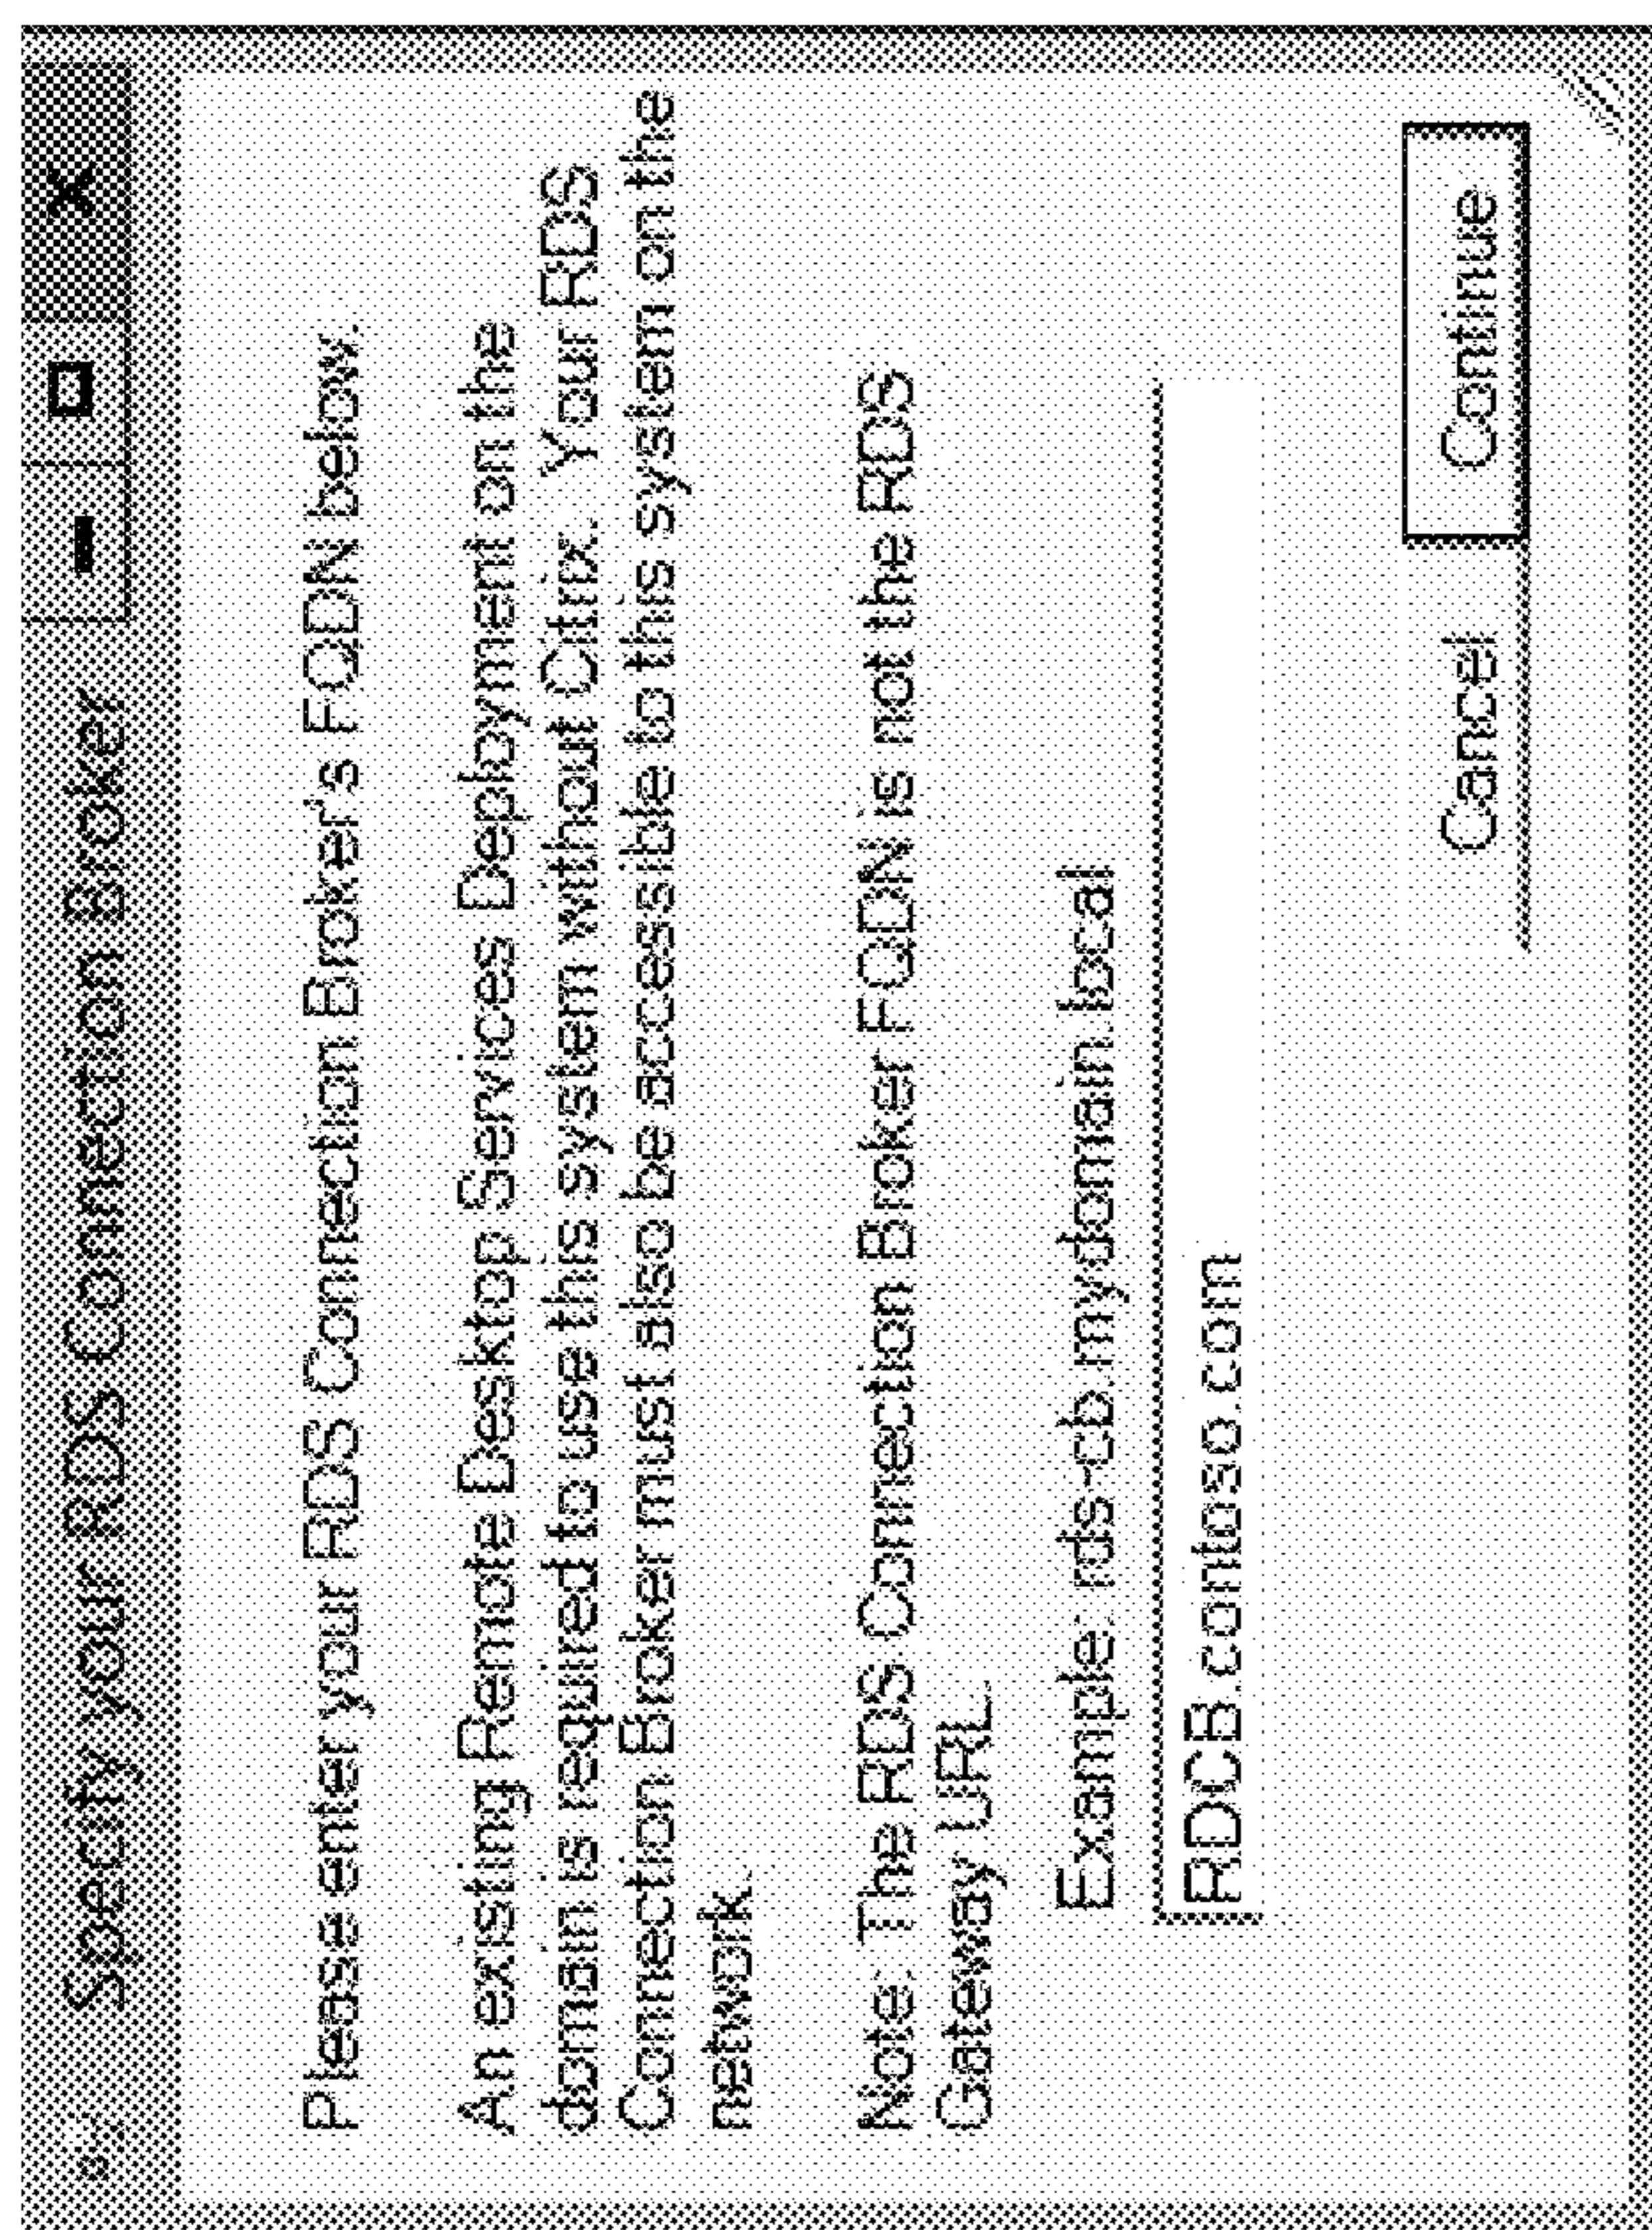 Specify your RDS Connection Broker
Please enter your RDS Connection Broker's FQDN below.
An existing Remote Desktop Services Deployment on the
domain is required to use this system without Citrix. Your RDS
Connection Broker must also be accessible to this system on the
network.
Note: The RDS Connection Broker FQDN is not the RDS
Gateway URL.
Example: rds-cb.mydomain.local
RDCB.contoso.com
Cancel
Continue